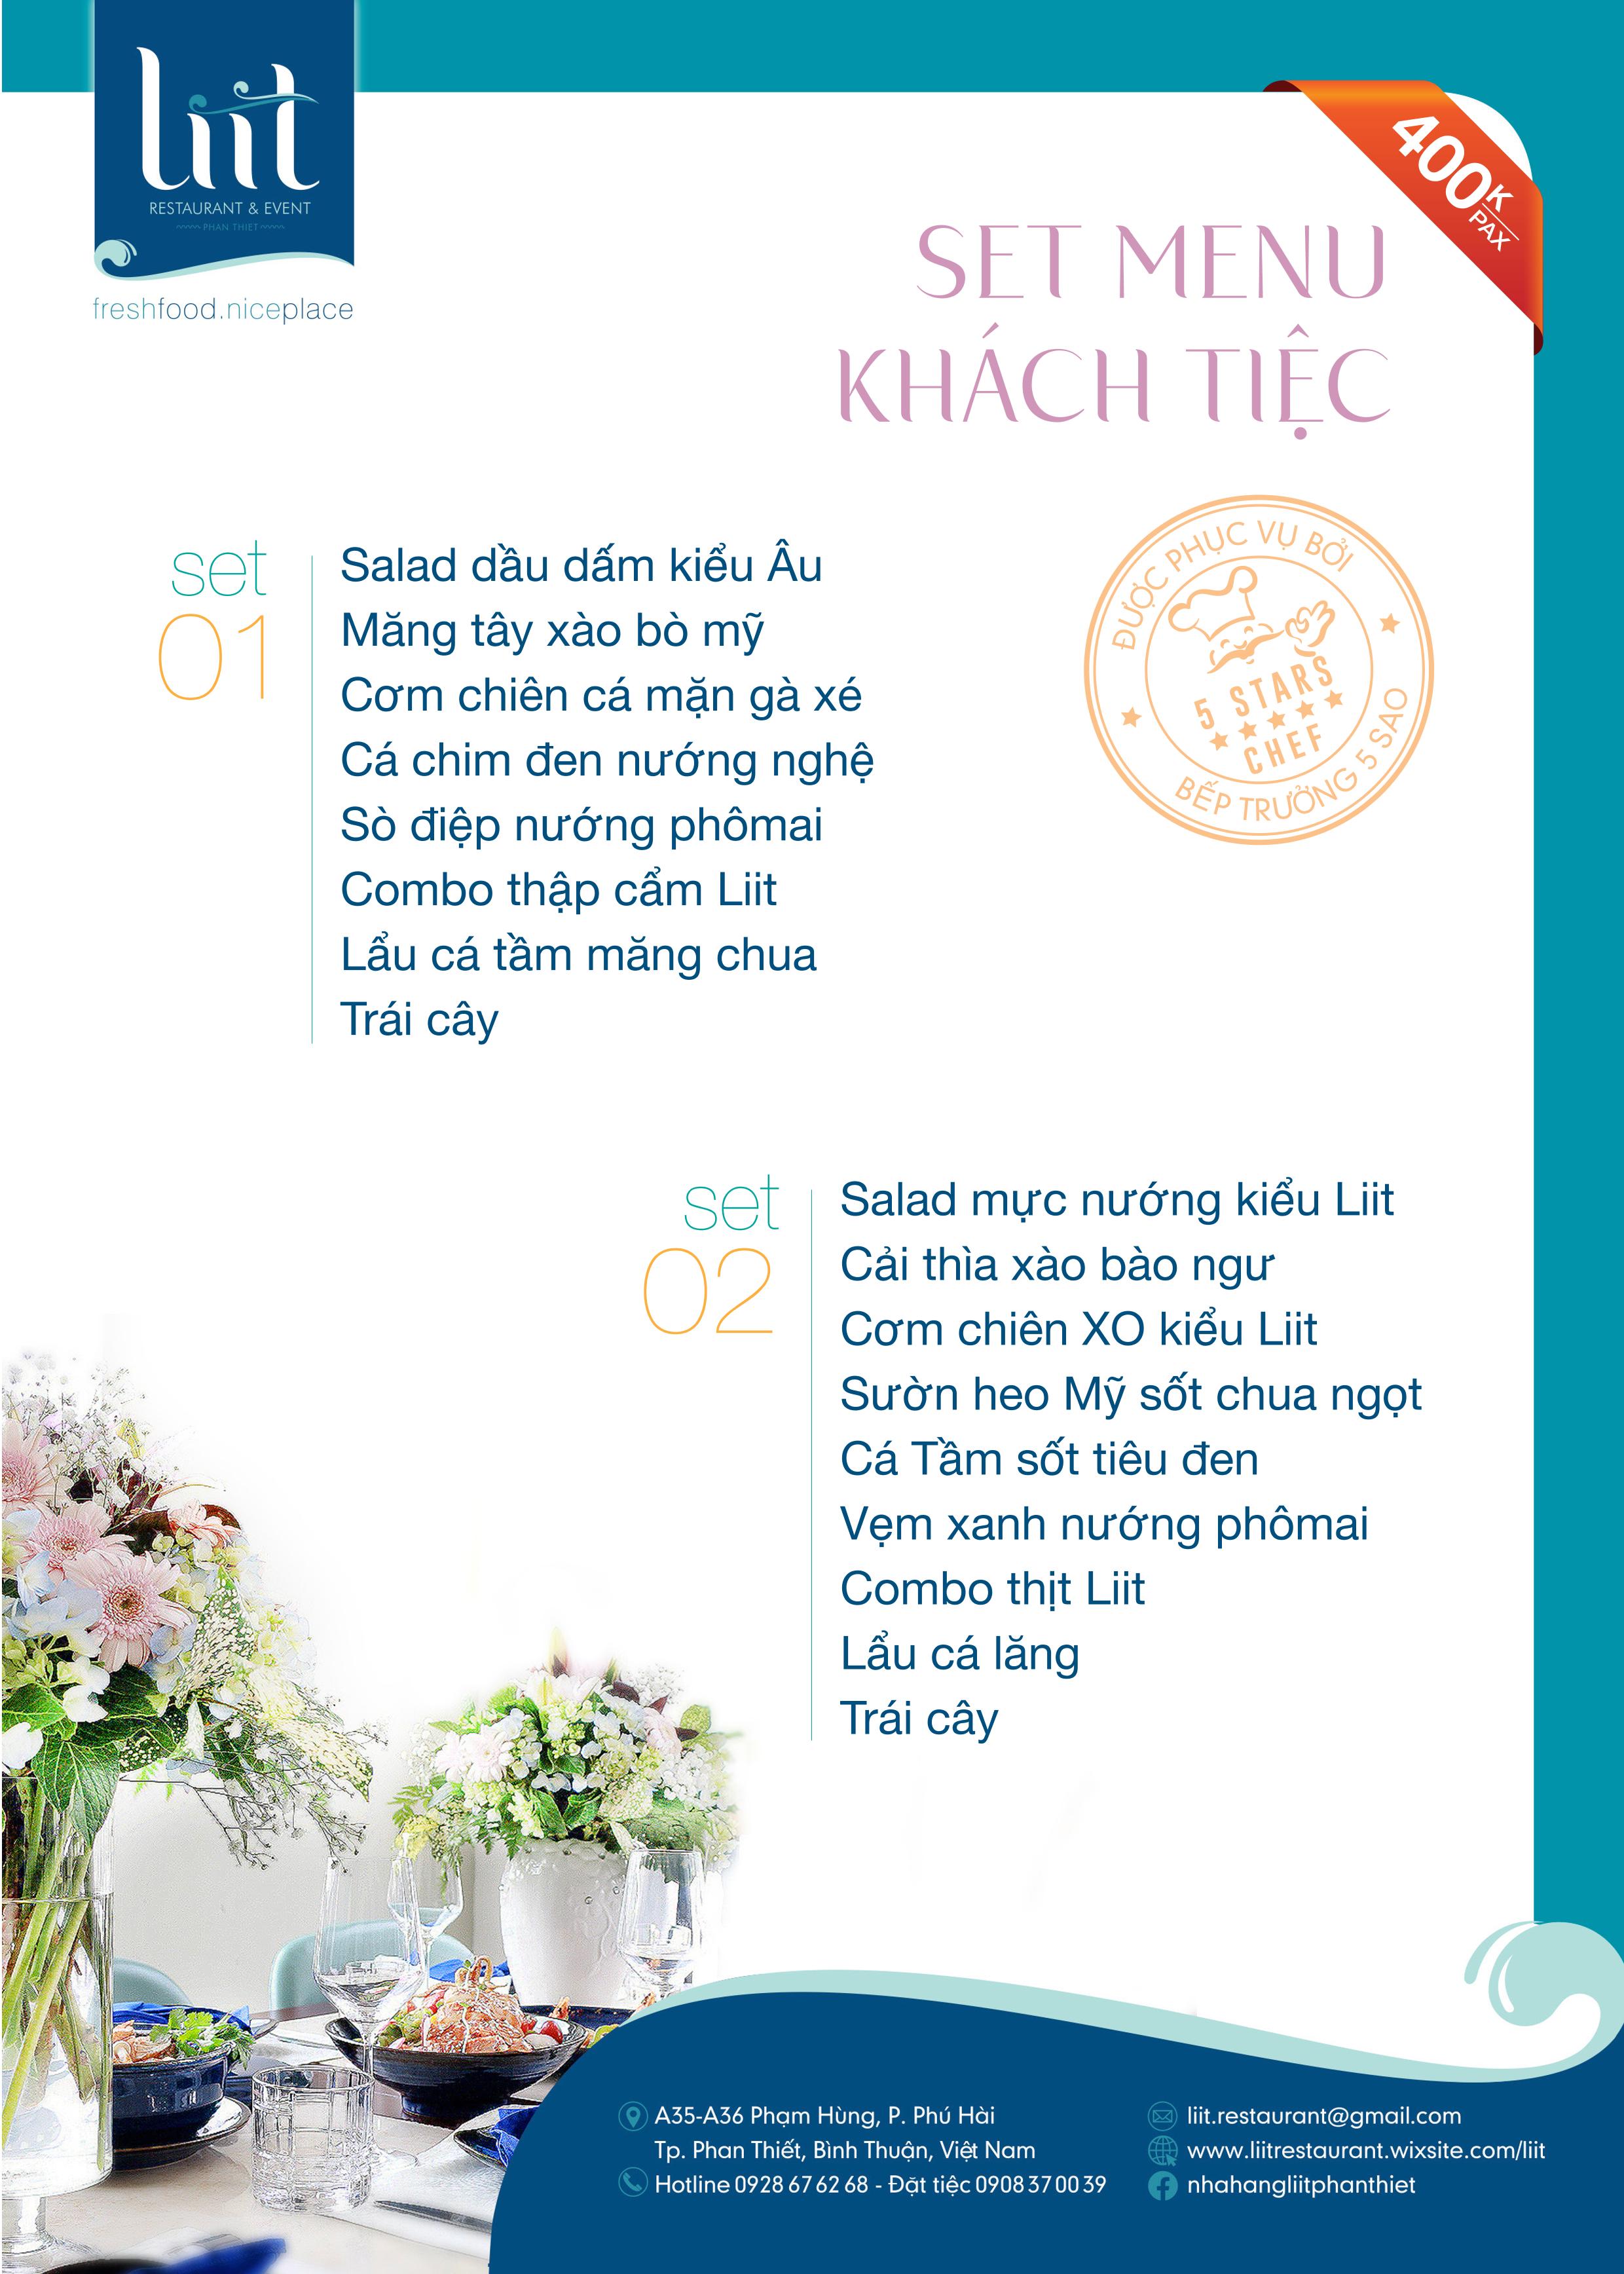 liit
RESTAURANT & EVENT
PHAN THIET
freshfood.niceplace
400K/PAX
SET MENU
KHÁCH TIỆC
ĐƯỢC PHỤC VỤ BỞI
5 STARS
CHEF
BẾP TRƯỞNG 5 SAO
set
01
Salad dầu dấm kiểu Âu
Măng tây xào bò mỹ
Cơm chiên cá mặn gà xé
Cá chim đen nướng nghệ
Sò điệp nướng phômai
Combo thập cẩm Liit
Lẩu cá tầm măng chua
Trái cây
set
02
Salad mực nướng kiểu Liit
Cải thìa xào bào ngư
Cơm chiên XO kiểu Liit
Sườn heo Mỹ sốt chua ngọt
Cá Tầm sốt tiêu đen
Vẹm xanh nướng phômai
Combo thịt Liit
Lẩu cá lăng
Trái cây
A35-A36 Phạm Hùng, P. Phú Hài
Tp. Phan Thiết, Bình Thuận, Việt Nam
Hotline 0928 67 62 68 - Đặt tiệc 0908 37 00 39
liit.restaurant@gmail.com
www.liitrestaurant.wixsite.com/liit
nhahangliitphanthiet